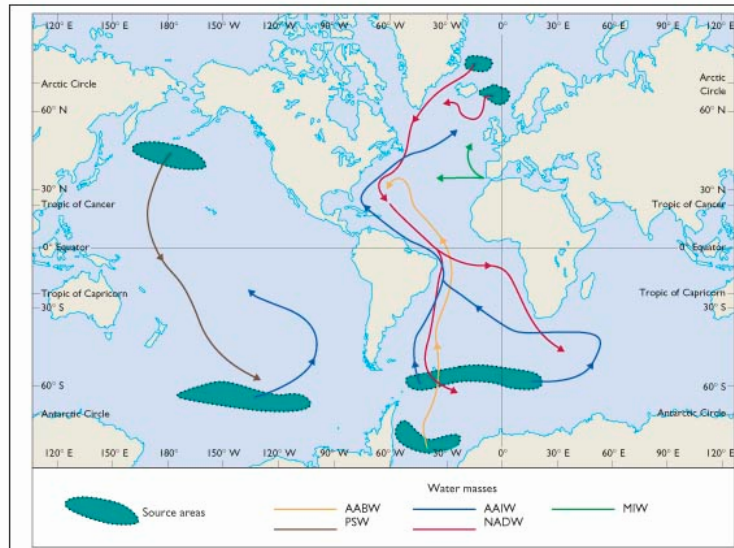 120° E 150° E 180° 150° W 120° W 90° W 60° W 30° W 0° 30° E 60° E 90° E 120° E
Arctic Circle
60° N
30° N
Tropic of Cancer
0° Equator
Tropic of Capricorn
30° S
60° S
Antarctic Circle
Arctic
Circle
60° N
30° N
Tropic of Cancer
0° Equator
Tropic of Capricorn
30° S
60° S
Antarctic Circle
120° E 150° E 180° 150° W 120° W 90° W 60° W 30° W 0° 30° E 60° E 90° E 120° E
Water masses
Source areas
AABW AAIW MIW
PSW NADW